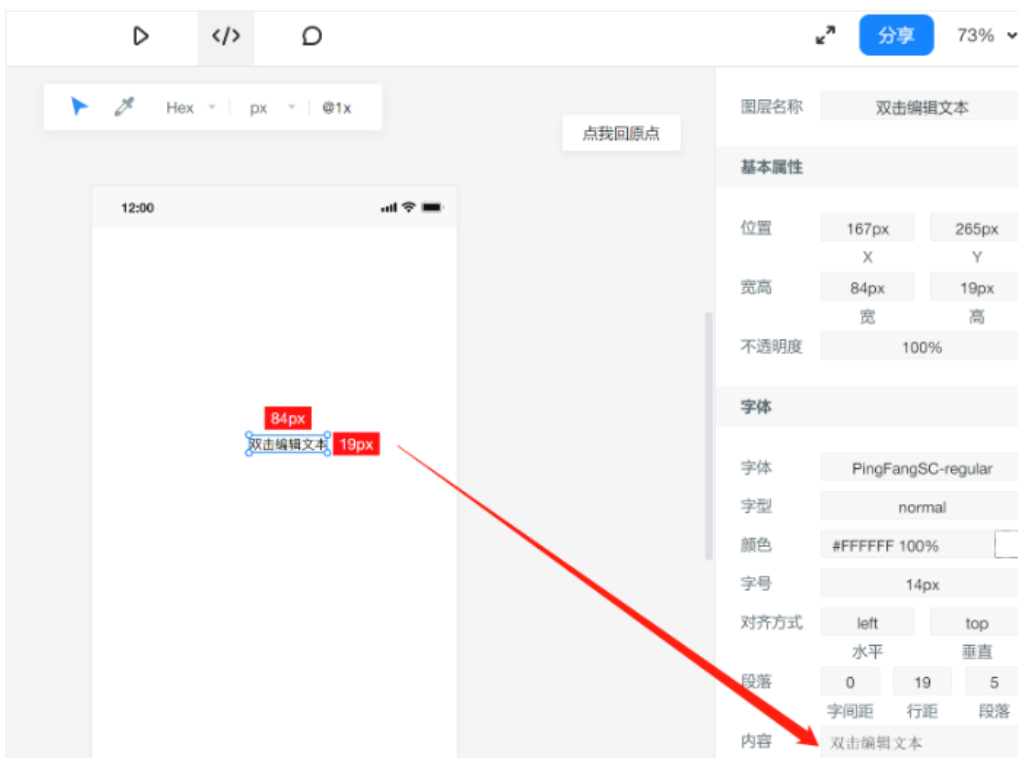 </> 分享 73%
Hex px @1x
点我回原点
12:00
84px
双击编辑文本 19px
图层名称 双击编辑文本
基本属性
位置 167px 265px
X Y
宽高 84px 19px
宽 高
不透明度 100%
字体
字体 PingFangSC-regular
字型 normal
颜色 #FFFFFF 100%
字号 14px
对齐方式 left top
水平 垂直
段落 0 19 5
字间距 行距 段落
内容 双击编辑文本